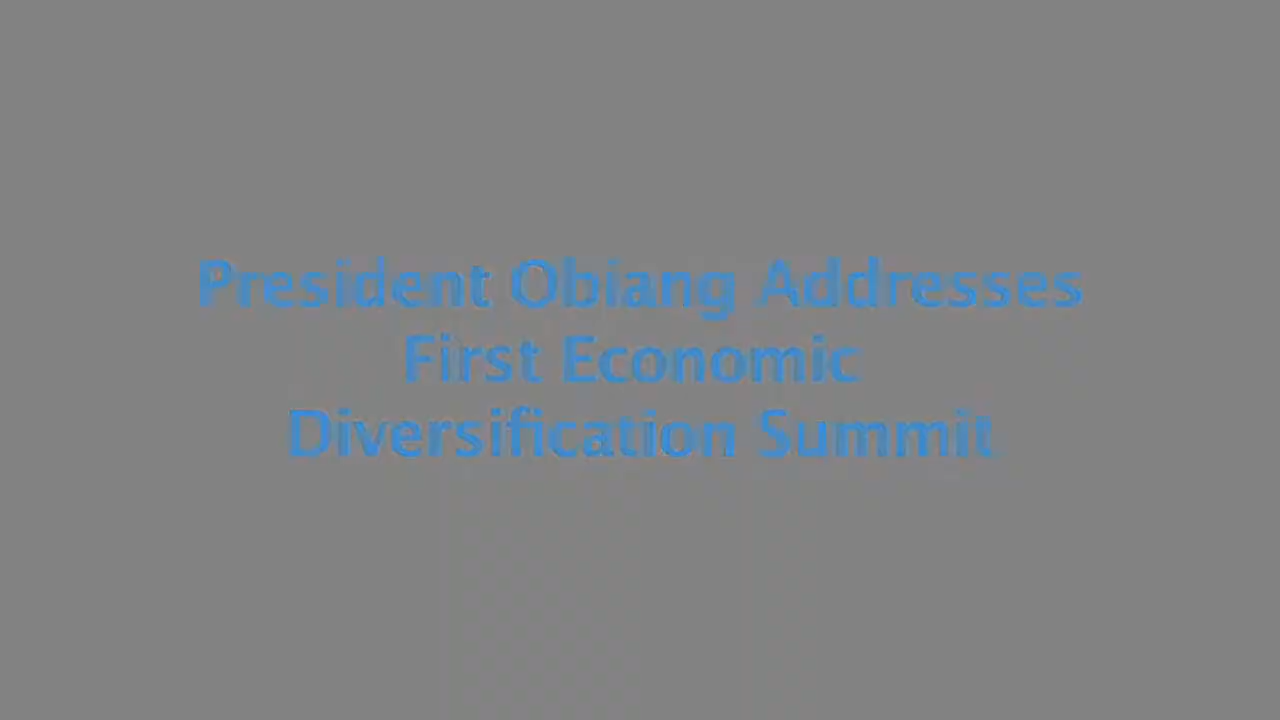 President Obiang Addresses
First Economic
Diversification Summit